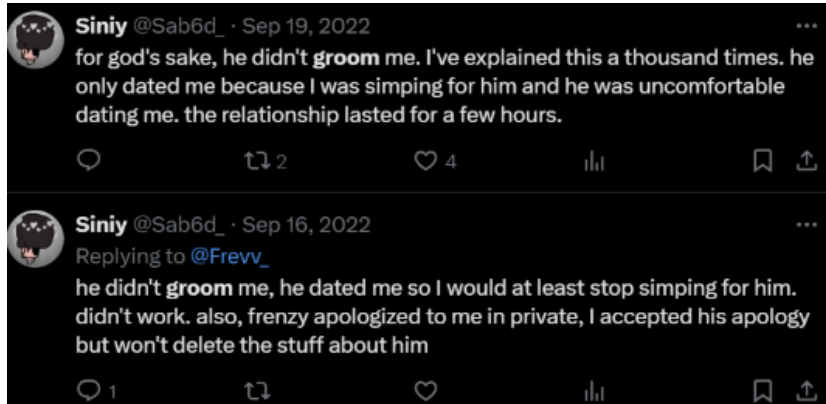 Siniy @Sab6d_ · Sep 19, 2022
for god's sake, he didn't groom me. I've explained this a thousand times. he
only dated me because I was simping for him and he was uncomfortable
dating me. the relationship lasted for a few hours.
2 4
Siniy @Sab6d_ · Sep 16, 2022
Replying to @Frevv_
he didn't groom me, he dated me so I would at least stop simping for him.
didn't work. also, frenzy apologized to me in private, I accepted his apology
but won't delete the stuff about him
1